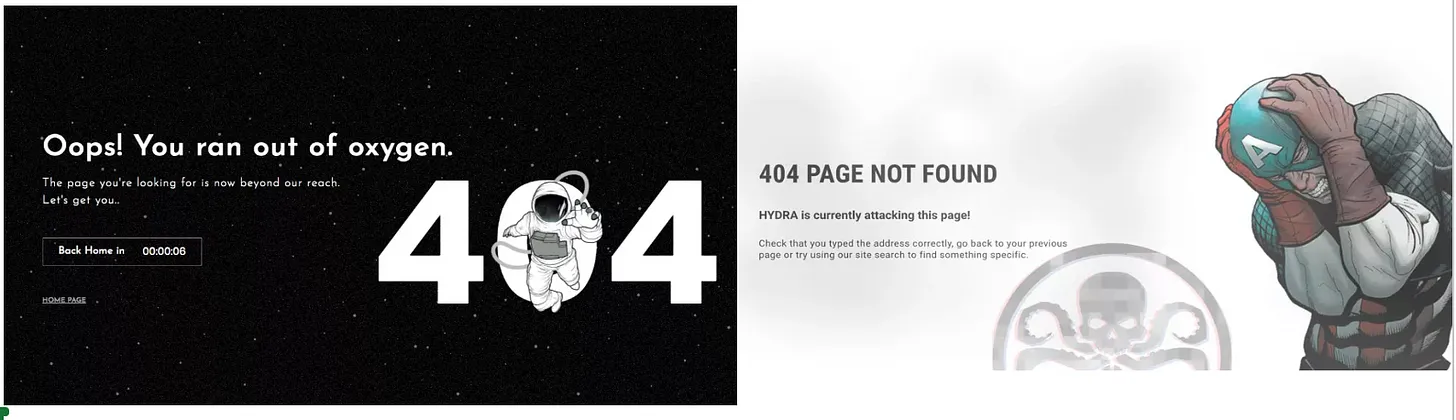 Oops! You ran out of oxygen.
The page you're looking for is now beyond our reach.
Let's get you..
Back Home in 00:00:06
HOME PAGE
404
404 PAGE NOT FOUND
HYDRA is currently attacking this page!
Check that you typed the address correctly, go back to your previous
page or try using our site search to find something specific.
A